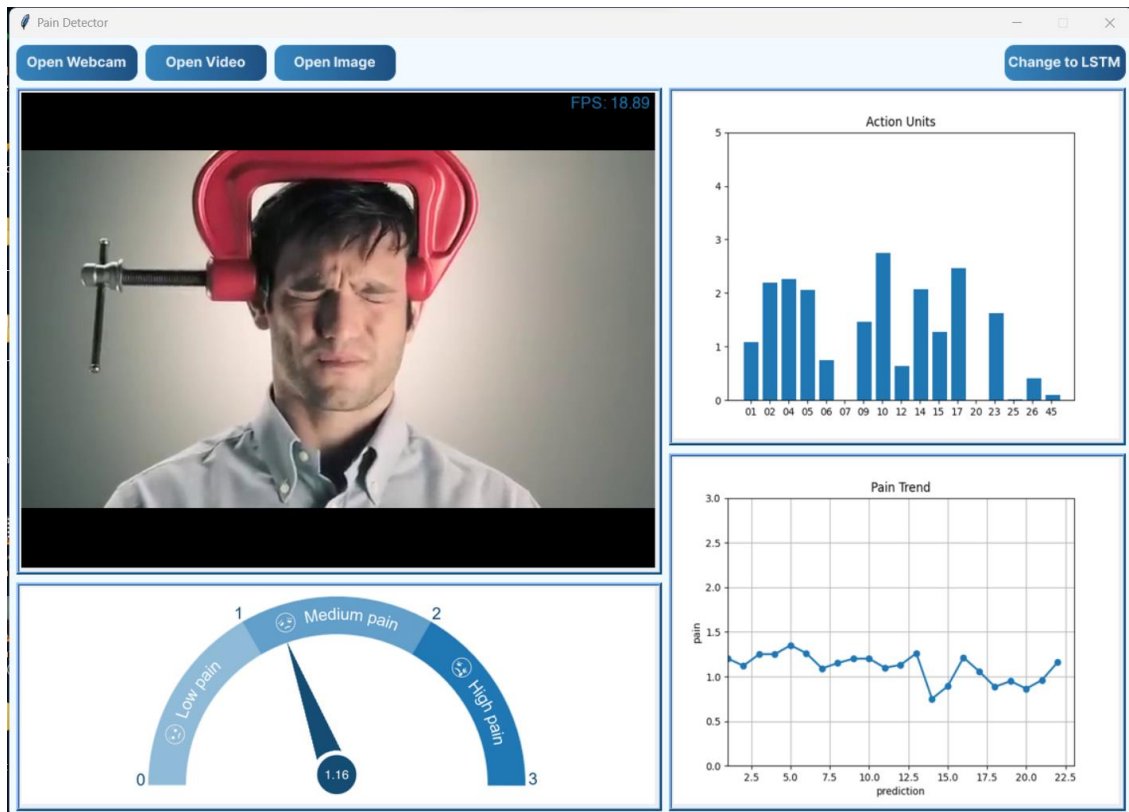 Pain Detector
Open Webcam
Open Video
Open Image
Change to LSTM
FPS: 18.89
Action Units
5
4
3
2
1
0
01 02 04 05 06 07 09 10 12 14 15 17 20 23 25 26 45
0
Low pain
1
Medium pain
2
High pain
3
1.16
Pain Trend
3.0
2.5
2.0
1.5
1.0
0.5
0.0
pain
2.5 5.0 7.5 10.0 12.5 15.0 17.5 20.0 22.5
prediction